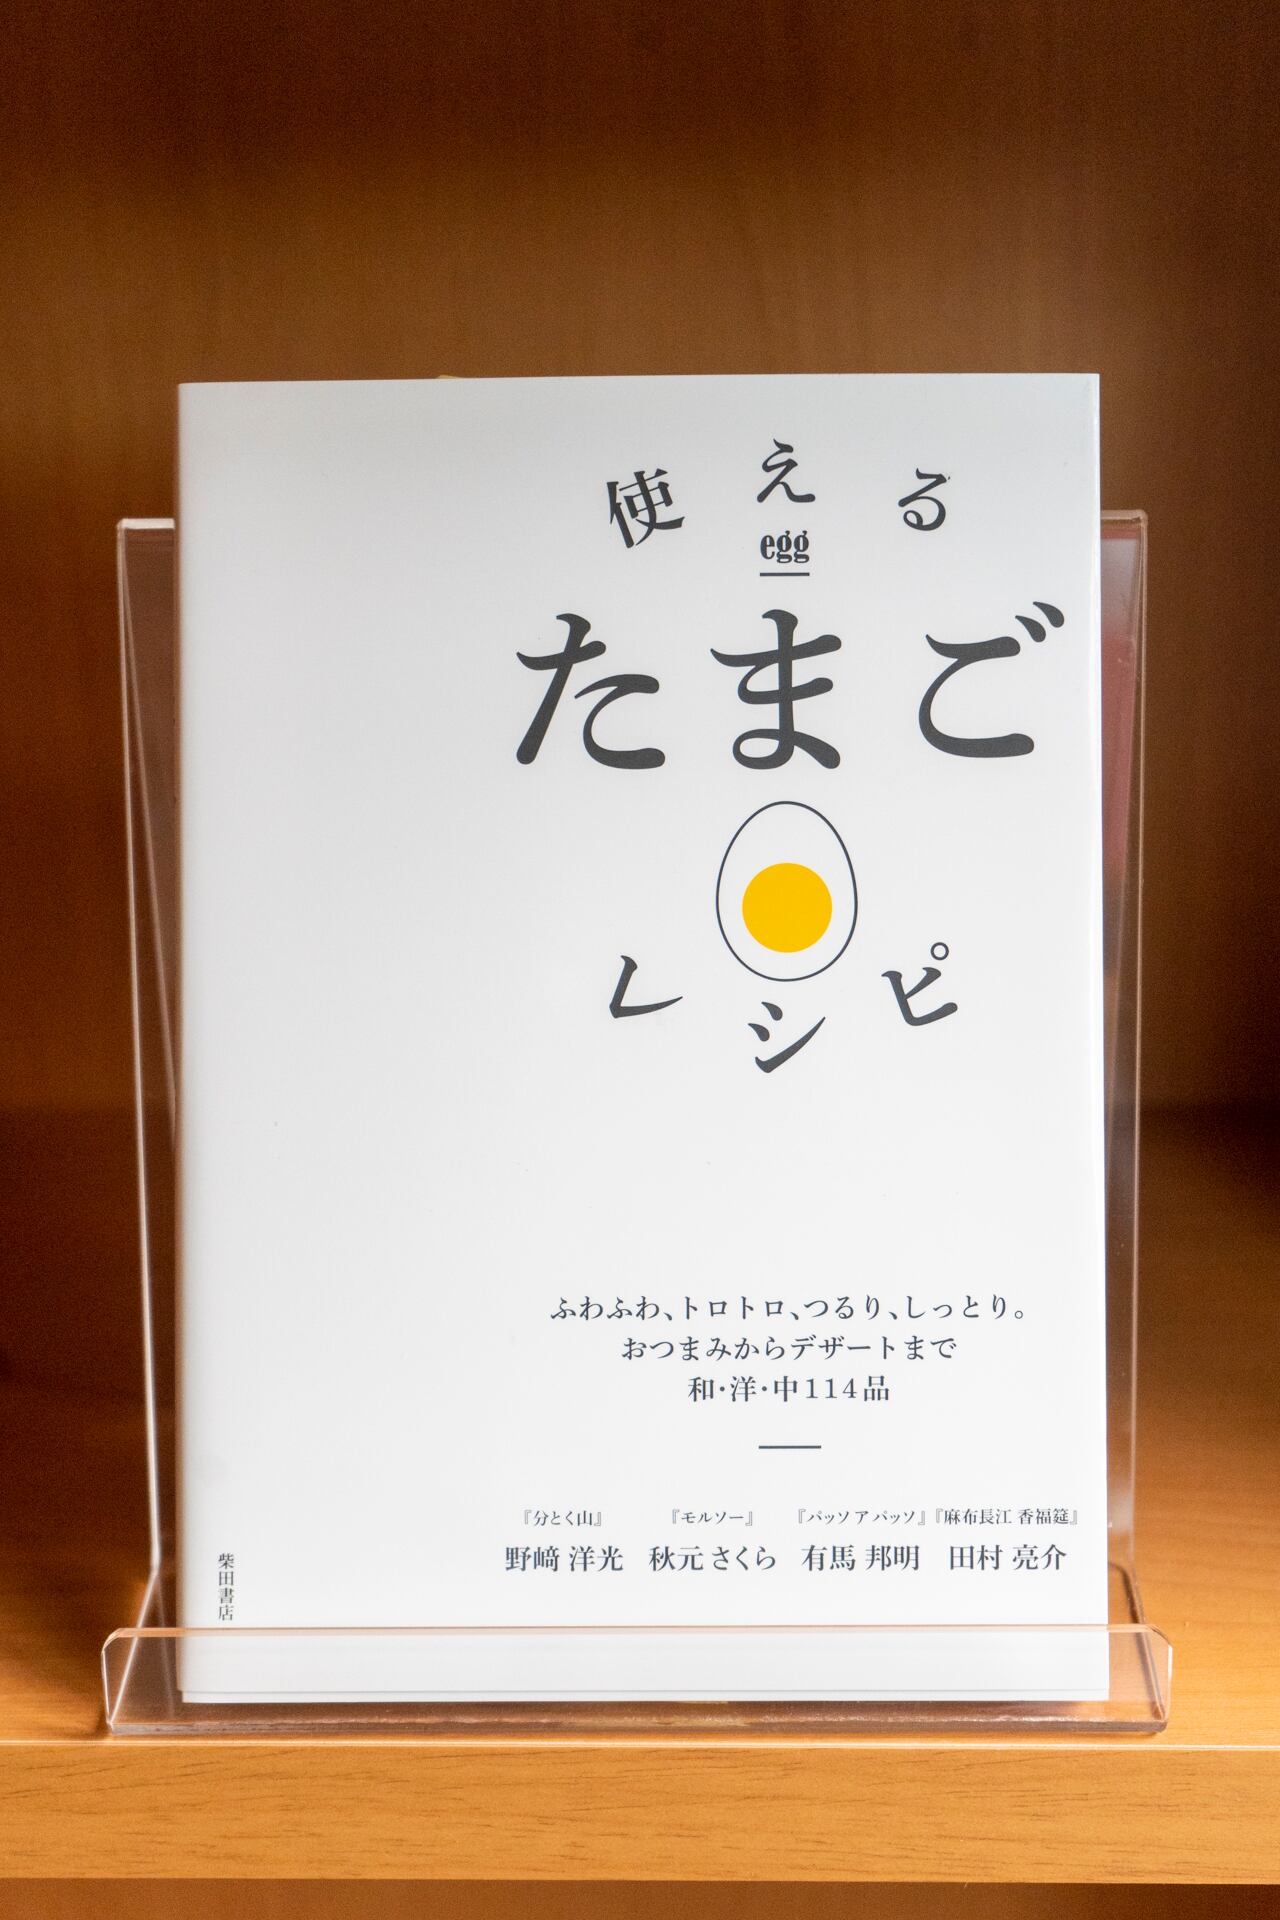 使える
egg
たまご
レシピ
ふわふわ、トロトロ、つるり、しっとり。
おつまみからデザートまで
和・洋・中114品
『分とく山』 『モルソー』 『パッソ ア パッソ』 『麻布長江 香福筵』
野﨑 洋光 秋元 さくら 有馬 邦明 田村 亮介
柴田書店